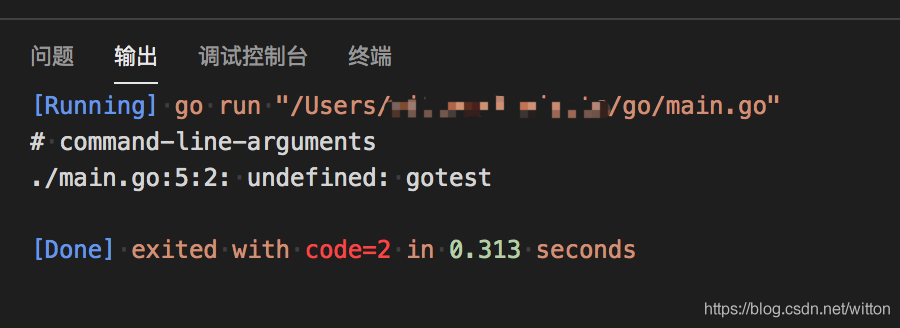 问题 输出 调试控制台 终端
[Running] go run "/Users/ /go/main.go"
# command-line-arguments
./main.go:5:2: undefined: gotest
[Done] exited with code=2 in 0.313 seconds
https://blog.csdn.net/witton